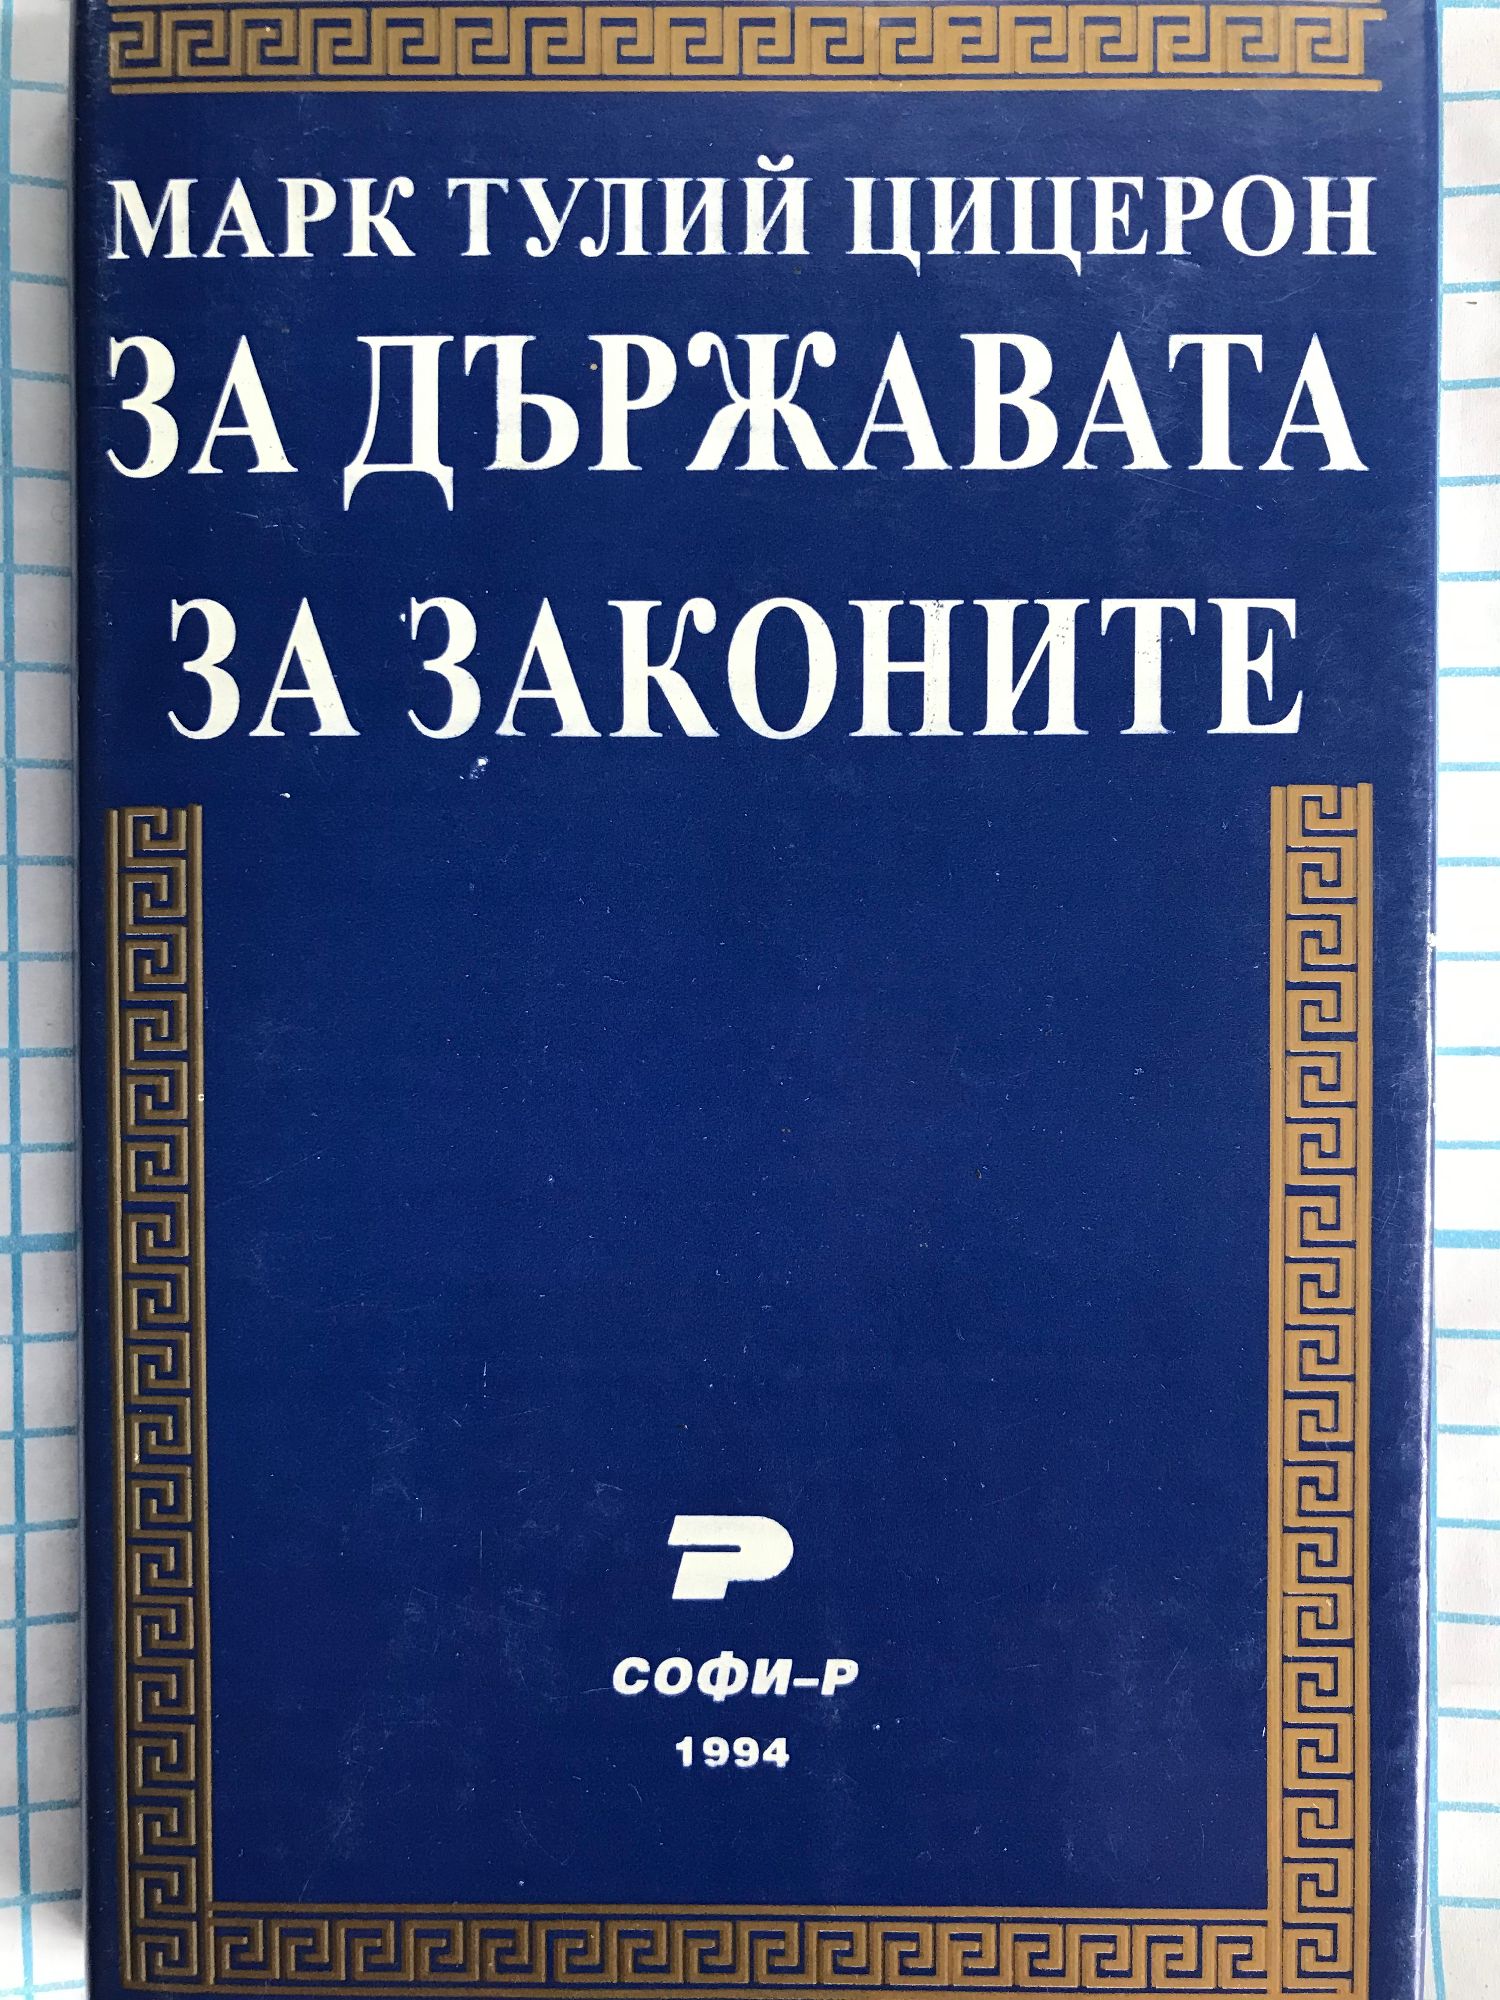 МАРК ТУЛИЙ ЦИЦЕРОН
ЗА ДЪРЖАВАТА
ЗА ЗАКОНИТЕ
Р
СОФИ–Р
1994